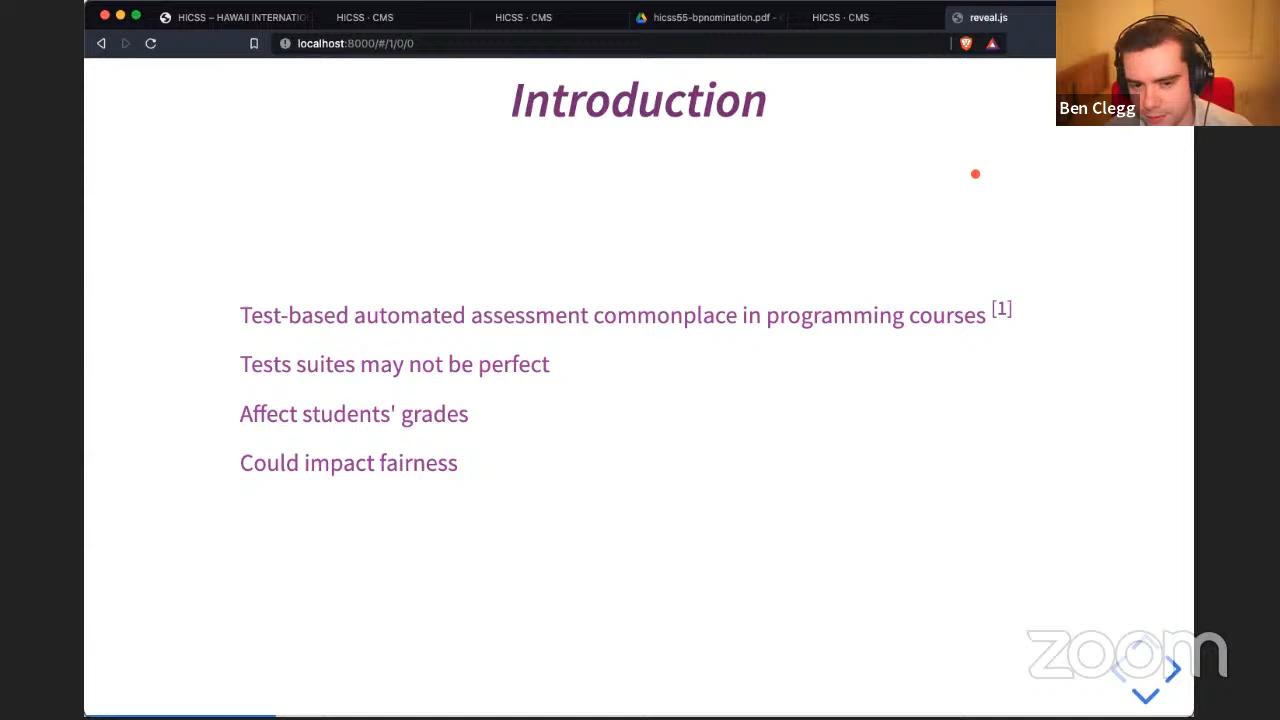 HICSS – HAWAII INTERNATIO
HICSS · CMS
HICSS · CMS
hicss55-bpnomination.pdf -
HICSS · CMS
reveal.js
localhost:8000/#/1/0/0
Ben Clegg
Introduction
Test-based automated assessment commonplace in programming courses [1]
Tests suites may not be perfect
Affect students' grades
Could impact fairness
zoom